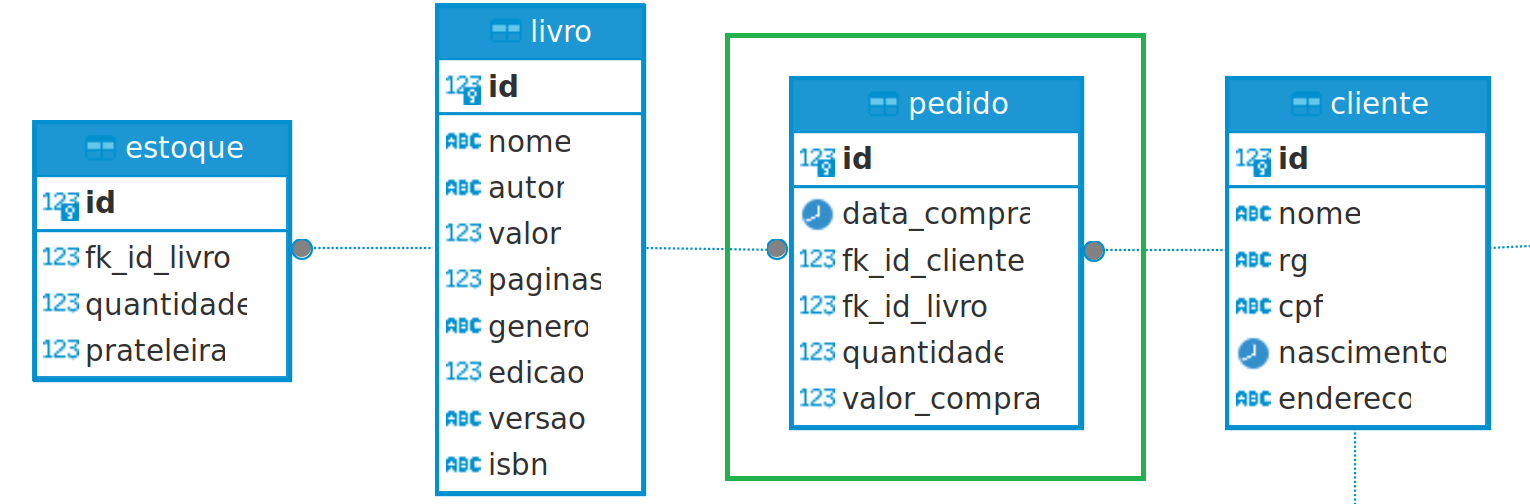 estoque
123 id
123 fk_id_livro
123 quantidade
123 prateleira
livro
123 id
ABC nome
ABC autor
123 valor
123 paginas
ABC genero
123 edicao
ABC versao
ABC isbn
pedido
123 id
data_compra
123 fk_id_cliente
123 fk_id_livro
123 quantidade
123 valor_compra
cliente
123 id
ABC nome
ABC rg
ABC cpf
nascimento
ABC endereco